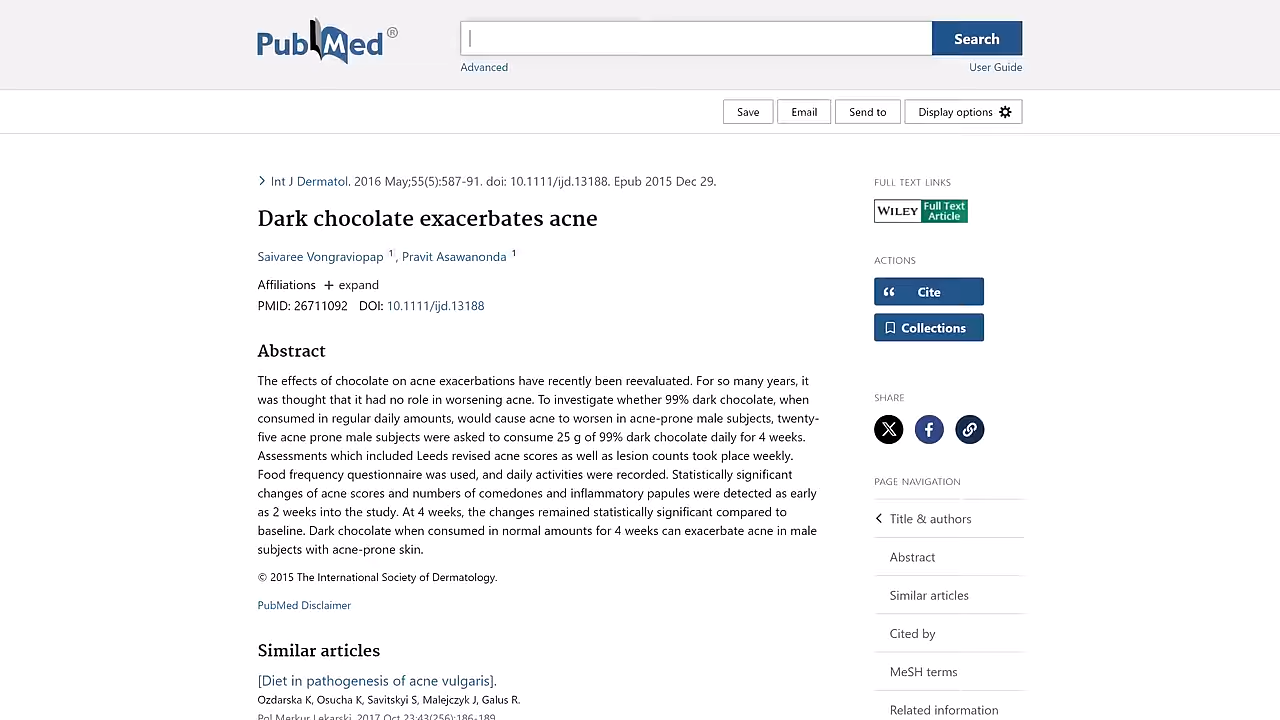 PubMed®
Search
Advanced
User Guide
Save
Email
Send to
Display options
Int J Dermatol. 2016 May;55(5):587-91. doi: 10.1111/ijd.13188. Epub 2015 Dec 29.
Dark chocolate exacerbates acne
Saivaree Vongraviopap 1, Pravit Asawanonda 1
Affiliations + expand
PMID: 26711092 DOI: 10.1111/ijd.13188
Abstract
The effects of chocolate on acne exacerbations have recently been reevaluated. For so many years, it
was thought that it had no role in worsening acne. To investigate whether 99% dark chocolate, when
consumed in regular daily amounts, would cause acne to worsen in acne-prone male subjects, twenty-
five acne prone male subjects were asked to consume 25 g of 99% dark chocolate daily for 4 weeks.
Assessments which included Leeds revised acne scores as well as lesion counts took place weekly.
Food frequency questionnaire was used, and daily activities were recorded. Statistically significant
changes of acne scores and numbers of comedones and inflammatory papules were detected as early
as 2 weeks into the study. At 4 weeks, the changes remained statistically significant compared to
baseline. Dark chocolate when consumed in normal amounts for 4 weeks can exacerbate acne in male
subjects with acne-prone skin.
© 2015 The International Society of Dermatology.
PubMed Disclaimer
Similar articles
[Diet in pathogenesis of acne vulgaris].
Ozdarska K, Osucha K, Savitskyi S, Malejczyk J, Galus R.
Pol Merkur Lekarski. 2017 Oct 23;43(256):186-189.
FULL TEXT LINKS
WILEY Full Text
Article
ACTIONS
Cite
Collections
SHARE
PAGE NAVIGATION
Title & authors
Abstract
Similar articles
Cited by
MeSH terms
Related information